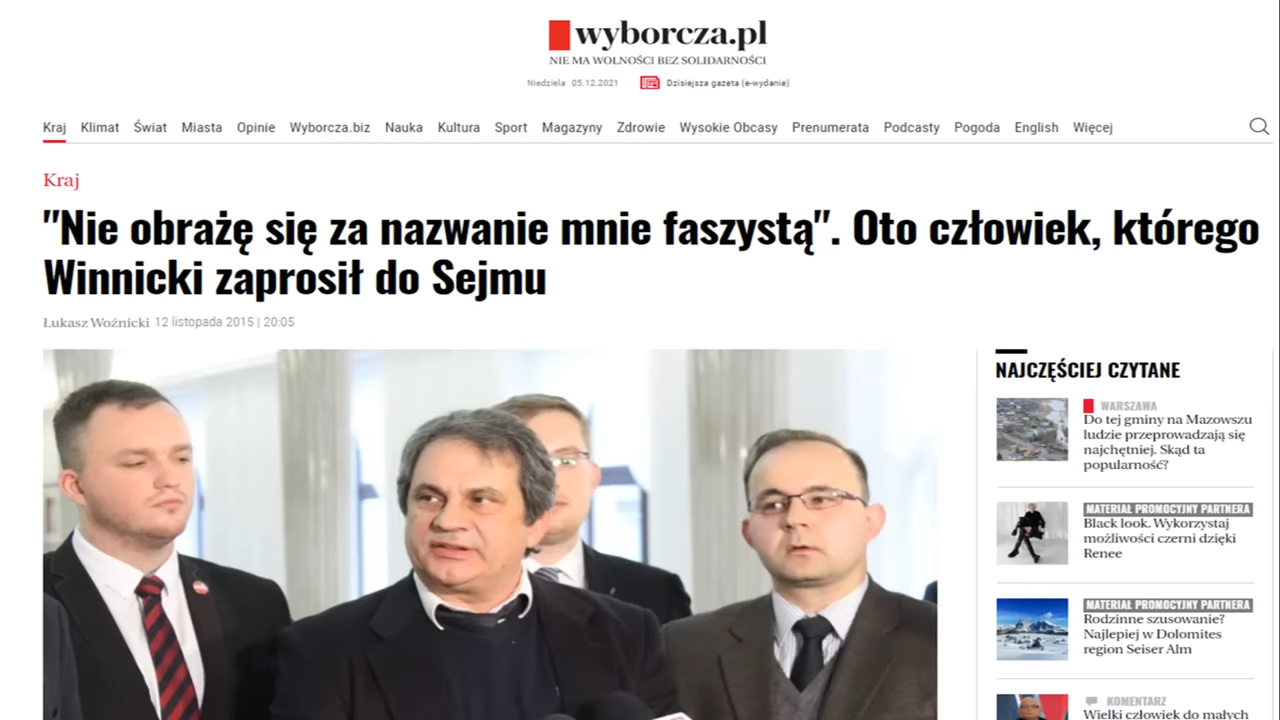 wyborcza.pl
NIE MA WOLNOŚCI BEZ SOLIDARNOŚCI
Niedziela 05.12.2021 Dzisiejsza gazeta (e-wydanie)
Kraj Klimat Świat Miasta Opinie Wyborcza.biz Nauka Kultura Sport Magazyny Zdrowie Wysokie Obcasy Prenumerata Podcasty Pogoda English Więcej
Kraj
"Nie obrażę się za nazwanie mnie faszystą". Oto człowiek, którego
Winnicki zaprosił do Sejmu
Łukasz Woźnicki 12 listopada 2015 | 20:05
NAJCZĘŚCIEJ CZYTANE
WARSZAWA
Do tej gminy na Mazowszu
ludzie przeprowadzają się
najchętniej. Skąd ta
popularność?
MATERIAŁ PROMOCYJNY PARTNERA
Black look. Wykorzystaj
możliwości czerni dzięki
Renee
MATERIAŁ PROMOCYJNY PARTNERA
Rodzinne szusowanie?
Najlepiej w Dolomites
region Seiser Alm
KOMENTARZ
Wielki człowiek do małych